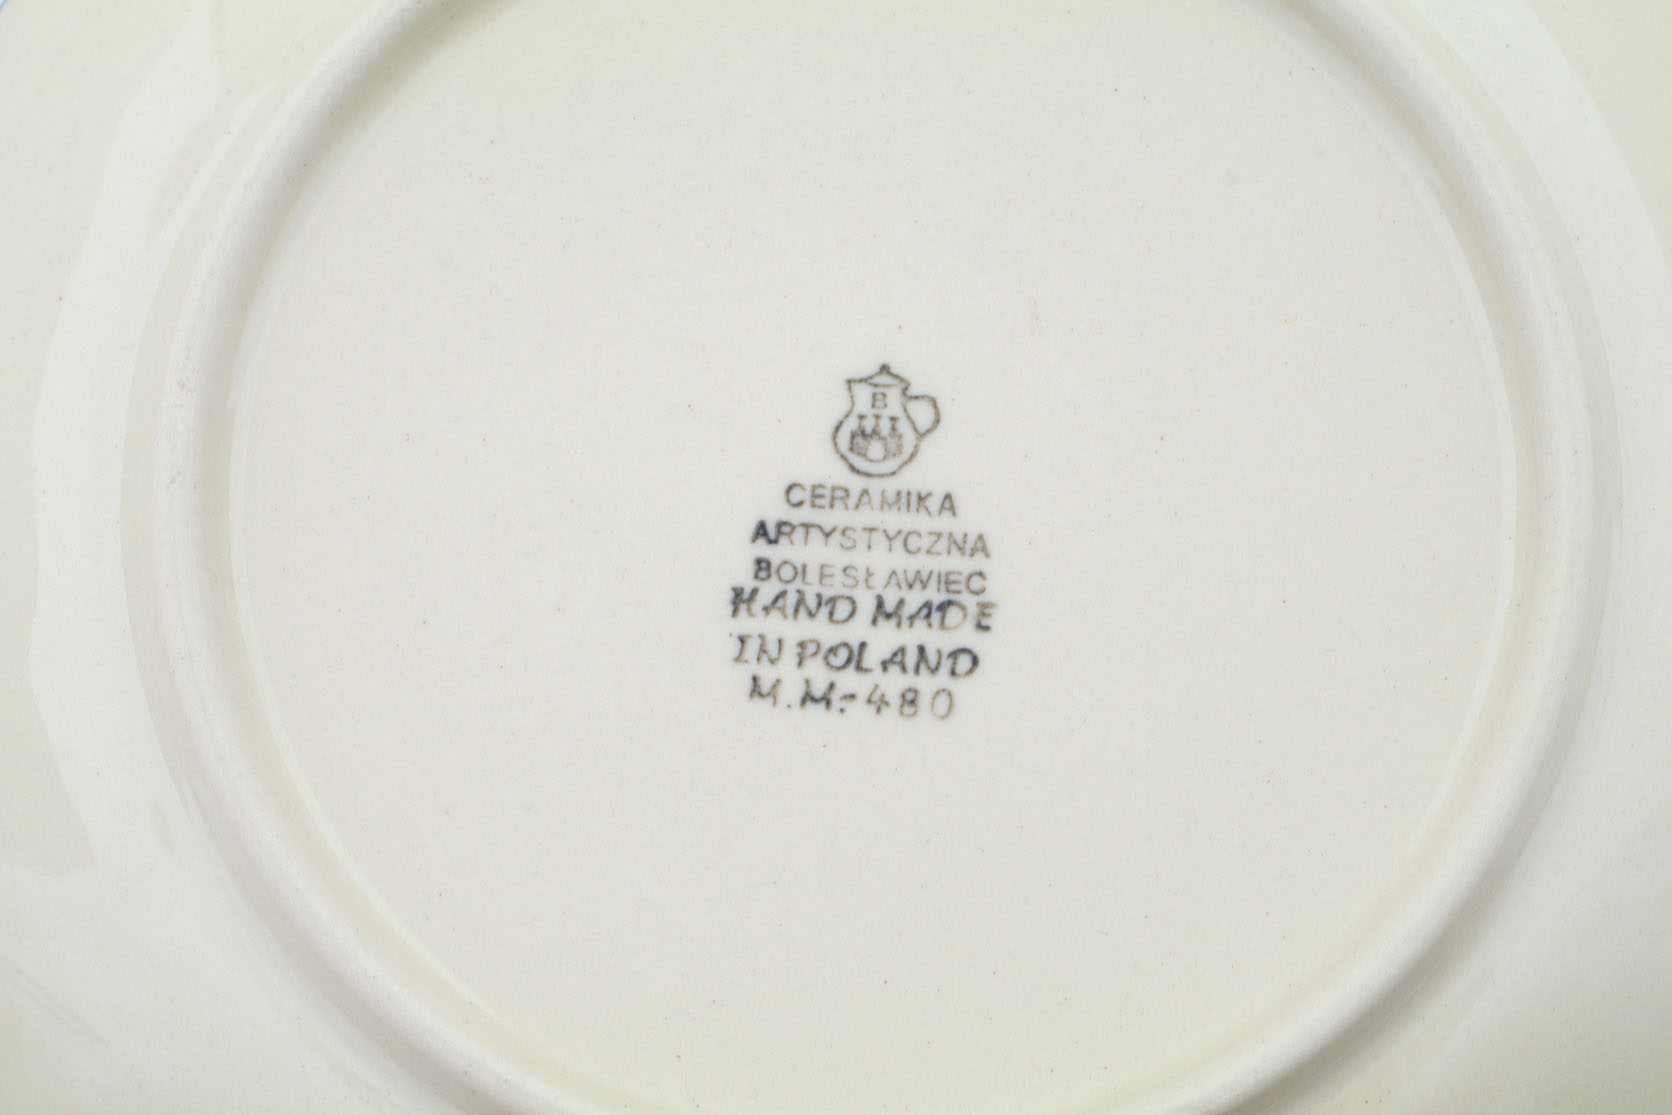 B
CERAMIKA
ARTYSTYCZNA
BOLESŁAWIEC
HAND MADE
IN POLAND
M.M.-480